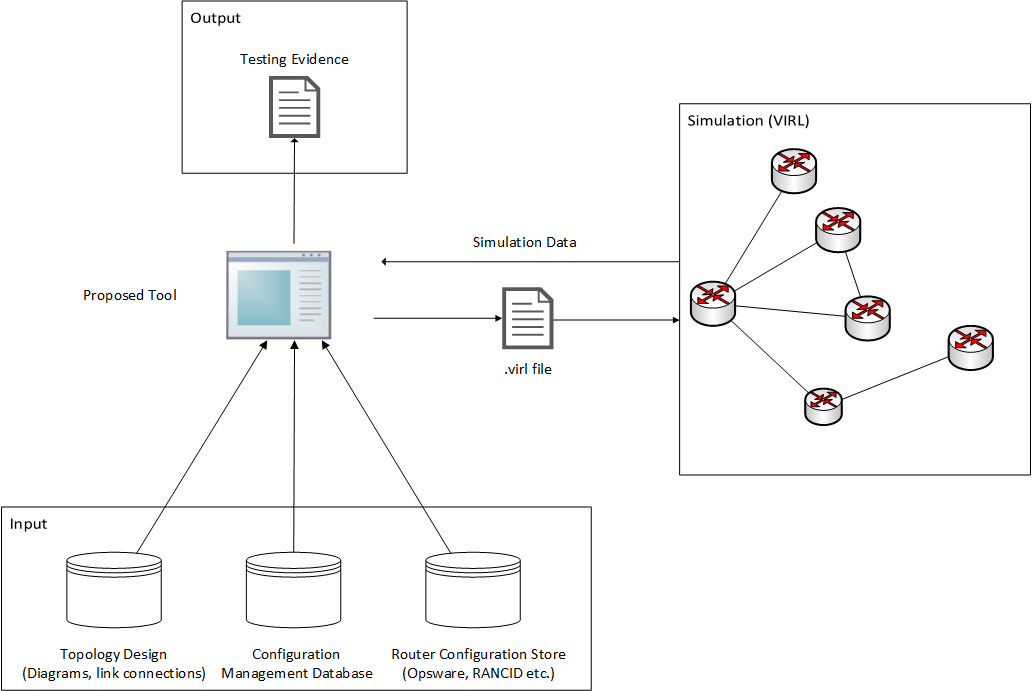 Output
Testing Evidence
Simulation (VIRL)
Simulation Data
Proposed Tool
.virl file
Input
Topology Design
(Diagrams, link connections)
Configuration
Management Database
Router Configuration Store
(Opsware, RANCID etc.)